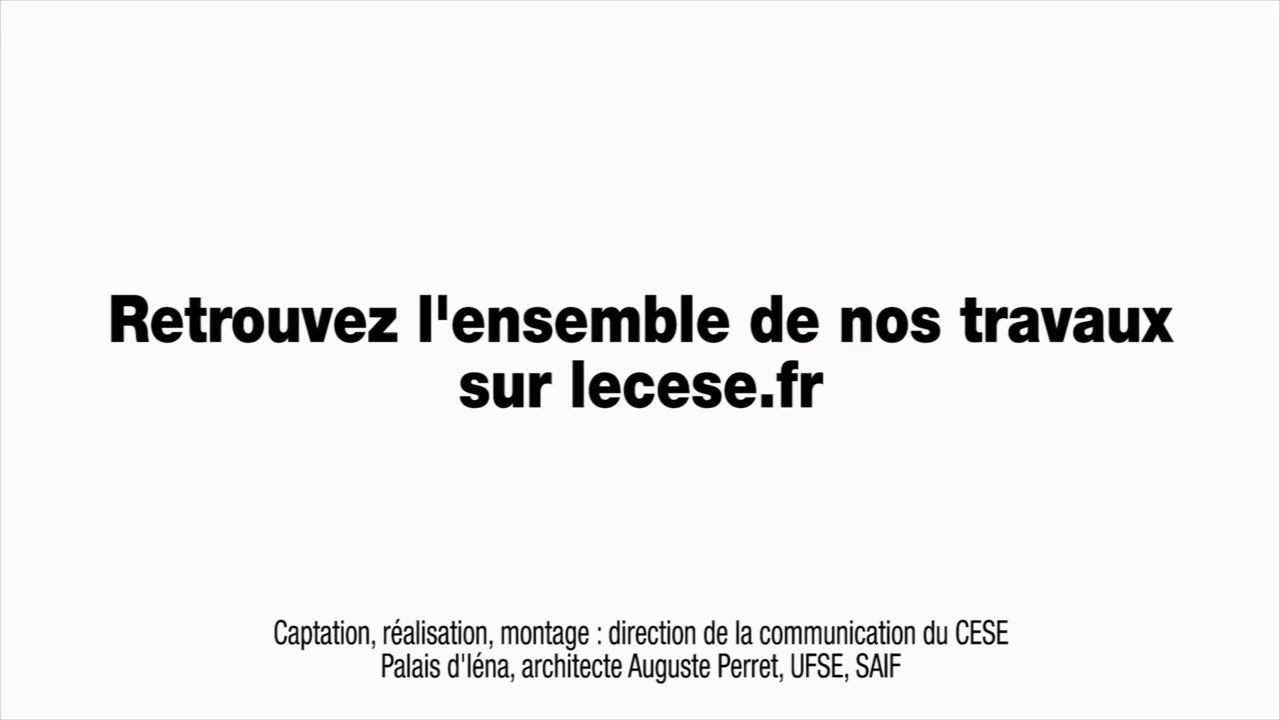 Retrouvez l'ensemble de nos travaux
sur lecese.fr
Captation, réalisation, montage : direction de la communication du CESE
Palais d'Iéna, architecte Auguste Perret, UFSE, SAIF